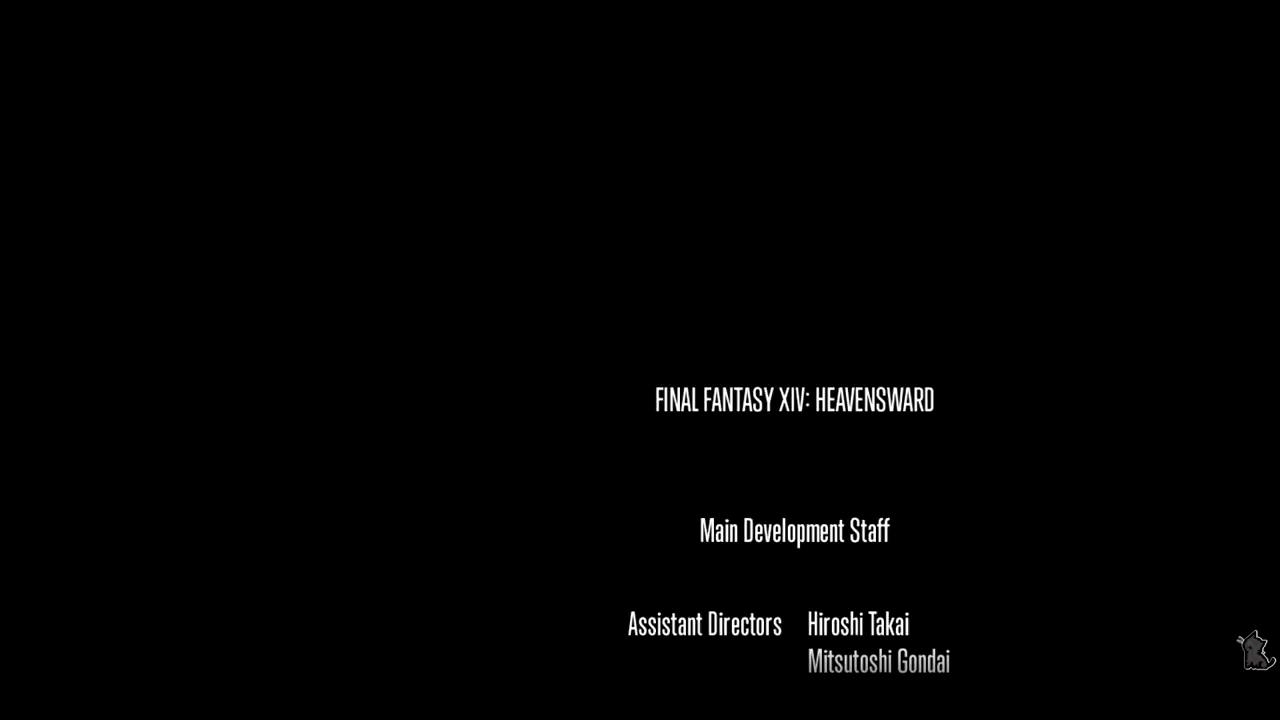 FINAL FANTASY XIV: HEAVENSWARD
Main Development Staff
Assistant Directors Hiroshi Takai
Mitsutoshi Gondai